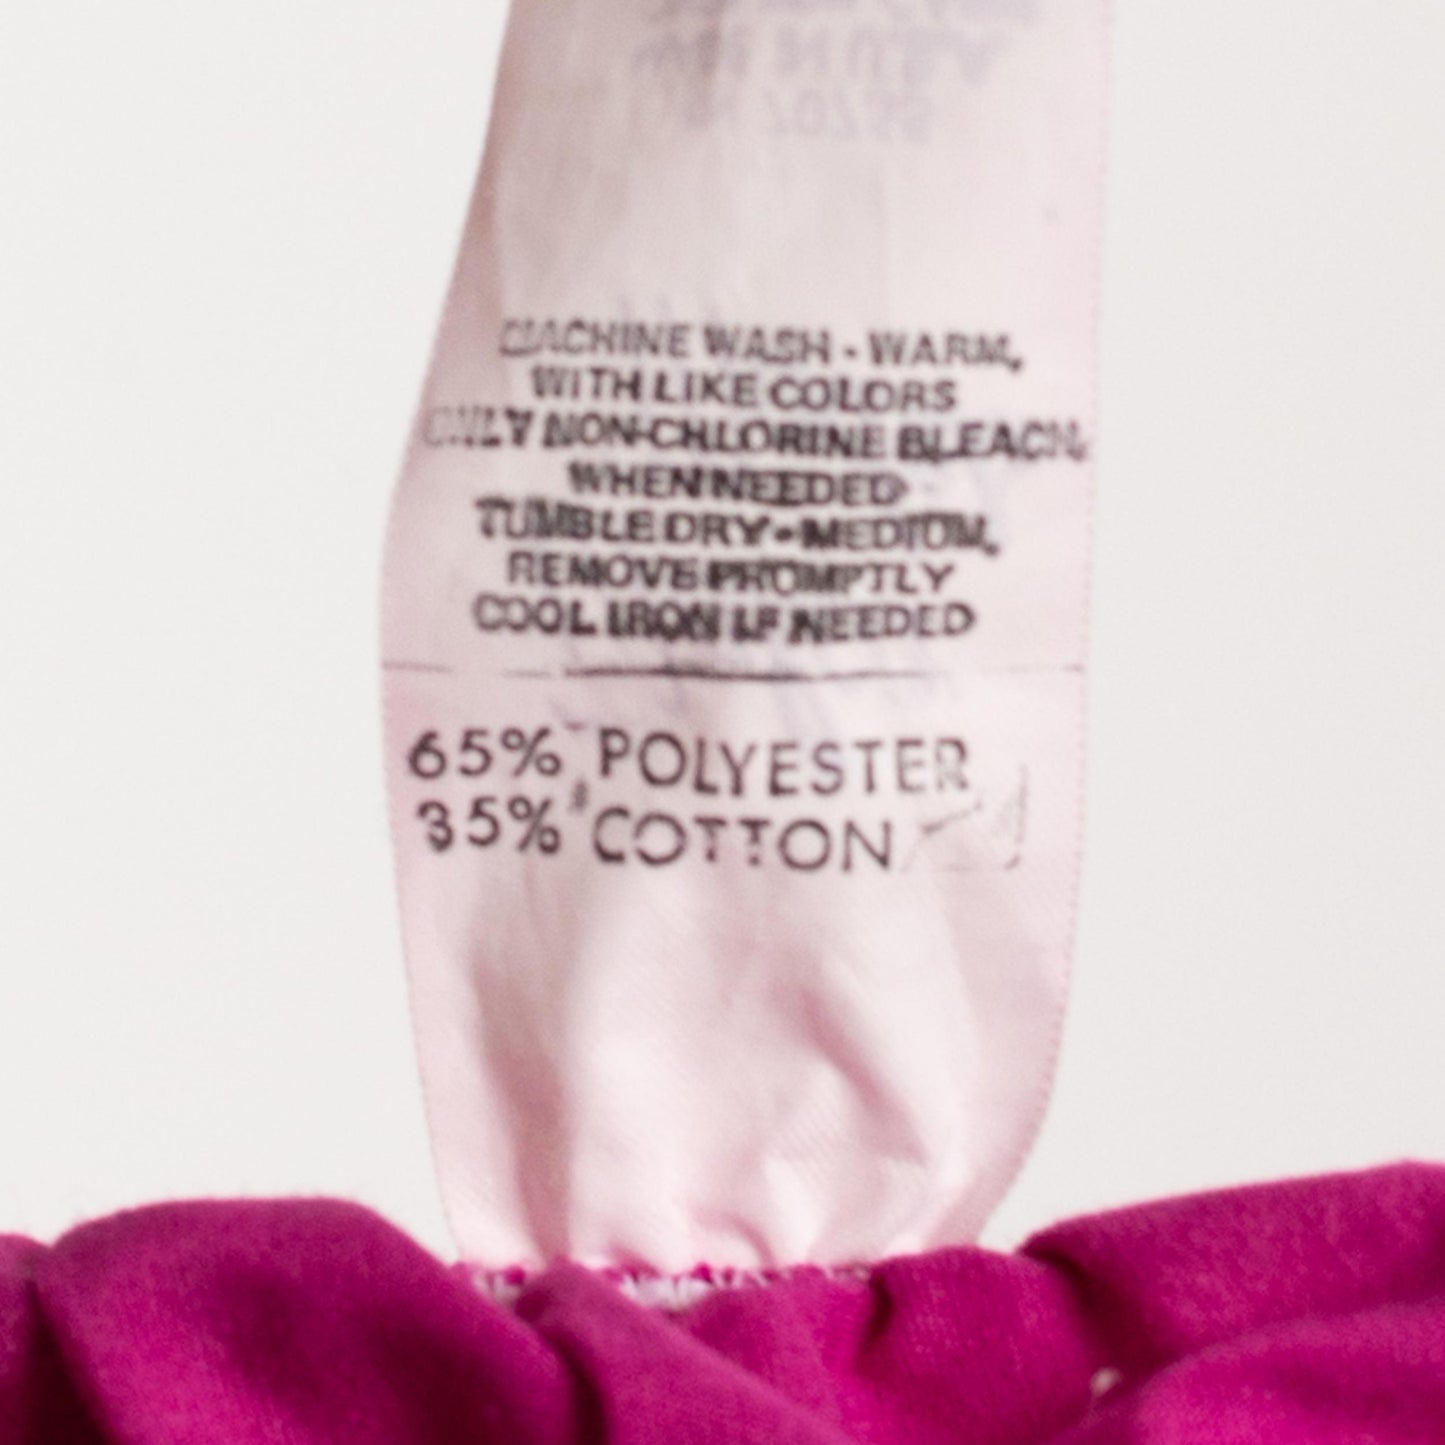 MACHINE WASH - WARM,
WITH LIKE COLORS
ONLY NON-CHLORINE BLEACH,
WHEN NEEDED
TUMBLE DRY - MEDIUM,
REMOVE PROMPTLY
COOL IRON IF NEEDED
65% POLYESTER
35% COTTON